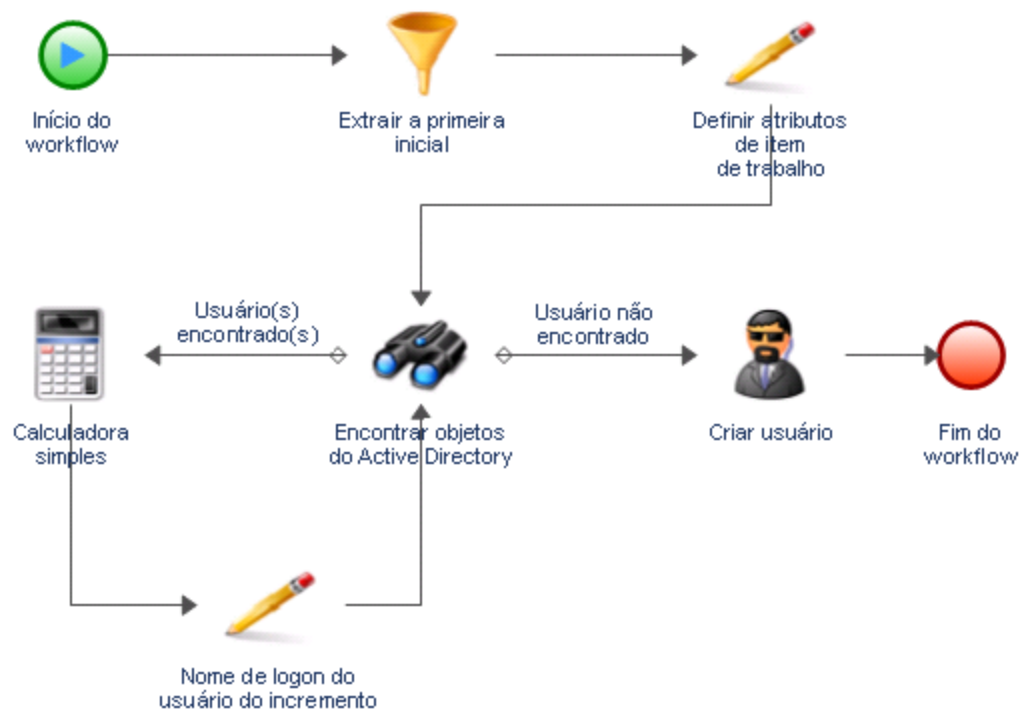 Início do
workflow
Extrair a primeira
inicial
Definir atributos
de item
de trabalho
Usuário(s)
encontrado(s)
Usuário não
encontrado
Calculadora
simples
Encontrar objetos
do Active Directory
Criar usuário
Fim do
workflow
Nome de logon do
usuário do incremento